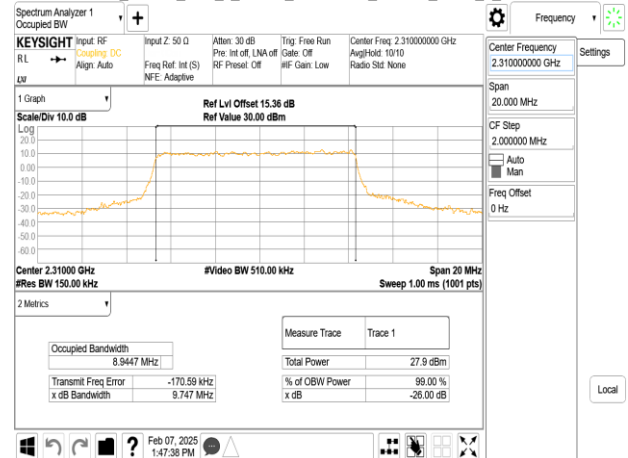 Spectrum Analyzer 1
Occupied BW
Frequency
KEYSIGHT
Input: RF
Coupling: DC
Align: Auto
Input Z: 50 Ω
Freq Ref: Int (S)
NFE: Adaptive
Atten: 30 dB
Pre: Int off, LNA off
RF Preset: Off
Trig: Free Run
Gate: Off
#IF Gain: Low
Center Freq: 2.310000000 GHz
Avg|Hold: 10/10
Radio Std: None
RL
LXI
Center Frequency
2.310000000 GHz
Settings
Span
20.000 MHz
CF Step
2.000000 MHz
Auto
Man
Freq Offset
0 Hz
Local
1 Graph
Scale/Div 10.0 dB
Ref Lvl Offset 15.36 dB
Ref Value 30.00 dBm
Log
20.0
10.0
0.00
-10.0
-20.0
-30.0
-40.0
-50.0
-60.0
Center 2.31000 GHz
#Res BW 150.00 kHz
#Video BW 510.00 kHz
Span 20 MHz
Sweep 1.00 ms (1001 pts)
2 Metrics
Measure Trace Trace 1
Occupied Bandwidth
8.9447 MHz
Total Power 27.9 dBm
Transmit Freq Error -170.59 kHz
% of OBW Power 99.00 %
x dB Bandwidth 9.747 MHz
x dB -26.00 dB
Feb 07, 2025
1:47:38 PM